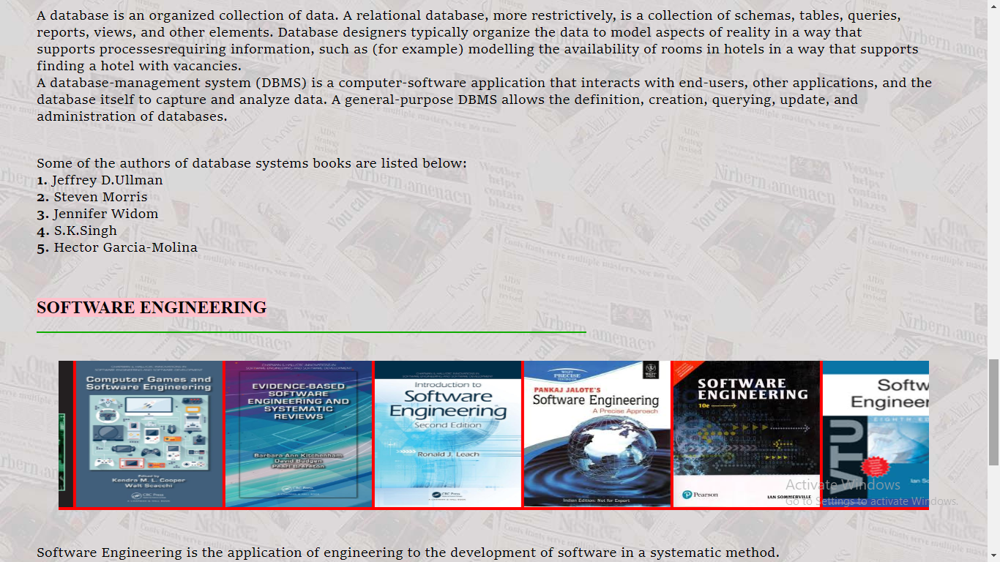 A database is an organized collection of data. A relational database, more restrictively, is a collection of schemas, tables, queries,
reports, views, and other elements. Database designers typically organize the data to model aspects of reality in a way that
supports processesrequiring information, such as (for example) modelling the availability of rooms in hotels in a way that supports
finding a hotel with vacancies.
A database-management system (DBMS) is a computer-software application that interacts with end-users, other applications, and the
database itself to capture and analyze data. A general-purpose DBMS allows the definition, creation, querying, update, and
administration of databases.
Some of the authors of database systems books are listed below:
1. Jeffrey D.Ullman
2. Steven Morris
3. Jennifer Widom
4. S.K.Singh
5. Hector Garcia-Molina
SOFTWARE ENGINEERING
Computer Games and
Software Engineering
Edited by
Kendra M. L. Cooper
Walt Scacchi
CRC Press
EVIDENCE-BASED
SOFTWARE
ENGINEERING AND
SYSTEMATIC
REVIEWS
Barbara Ann Kitchenham
David Budgen
Pearl Brereton
CRC Press
Introduction to
Software
Engineering
Second Edition
Ronald J. Leach
CRC Press
WILEY
PRECISE
TEXTBOOK
PANKAJ JALOTE'S
Software Engineering
A Precise Approach
Indian Edition: Not for Export
SOFTWARE
ENGINEERING
10e
Pearson
IAN SOMMERVILLE
Softw
Engineer
EIGHTH ED
VTU
Ian So
Activate Windows
Go to Settings to activate Windows.
Software Engineering is the application of engineering to the development of software in a systematic method.